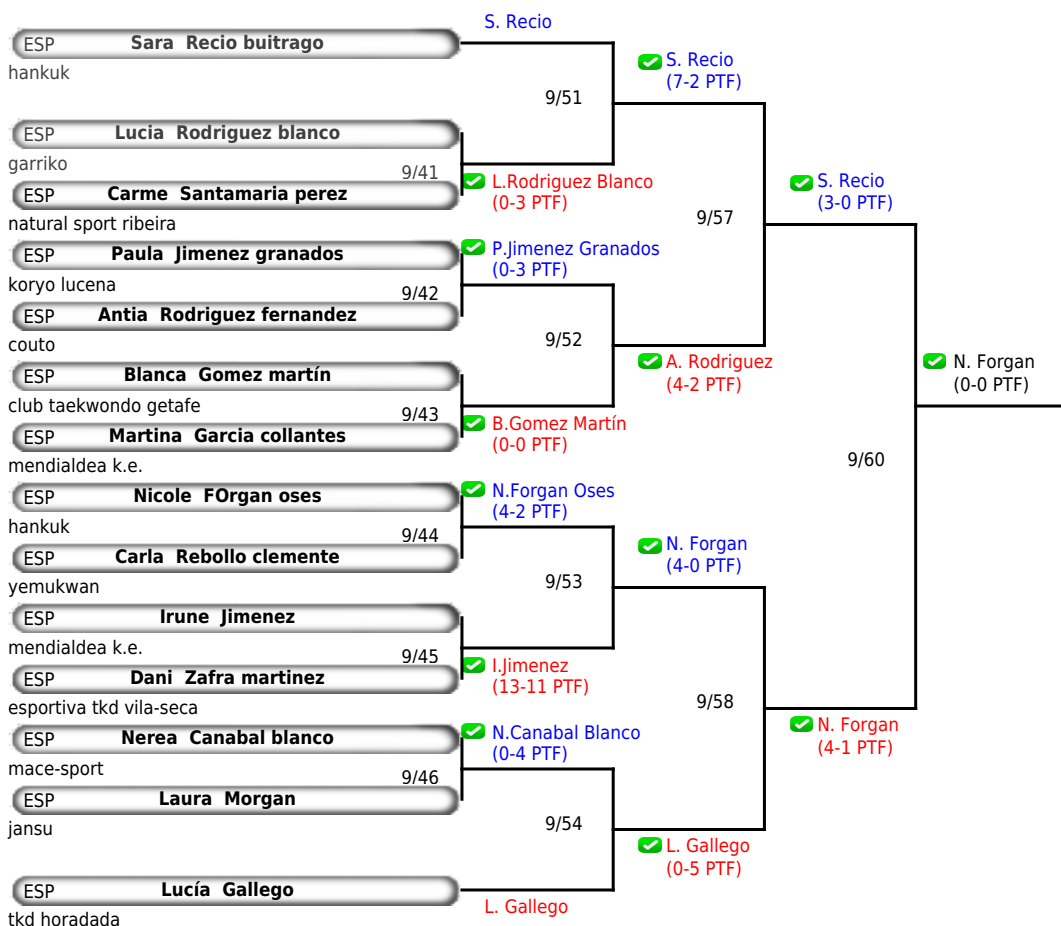 S. Recio
ESP Sara Recio buitrago
hankuk
S. Recio
(7-2 PTF)
9/51
ESP Lucia Rodriguez blanco
garriko
9/41
L.Rodriguez Blanco
(0-3 PTF)
S. Recio
(3-0 PTF)
ESP Carme Santamaria perez
natural sport ribeira
9/57
ESP Paula Jimenez granados
P.Jimenez Granados
(0-3 PTF)
koryo lucena
9/42
ESP Antia Rodriguez fernandez
couto
9/52
A. Rodriguez
(4-2 PTF)
N. Forgan
(0-0 PTF)
ESP Blanca Gomez martín
club taekwondo getafe
9/43
B.Gomez Martín
(0-0 PTF)
ESP Martina Garcia collantes
mendialdea k.e.
9/60
ESP Nicole FOrgan oses
N.Forgan Oses
(4-2 PTF)
hankuk
9/44
N. Forgan
(4-0 PTF)
ESP Carla Rebollo clemente
yemukwan
9/53
ESP Irune Jimenez
mendialdea k.e.
9/45
I.Jimenez
(13-11 PTF)
ESP Dani Zafra martinez
esportiva tkd vila-seca
9/58
N. Forgan
(4-1 PTF)
ESP Nerea Canabal blanco
N.Canabal Blanco
(0-4 PTF)
mace-sport
9/46
ESP Laura Morgan
jansu
9/54
L. Gallego
(0-5 PTF)
ESP Lucía Gallego
L. Gallego
tkd horadada